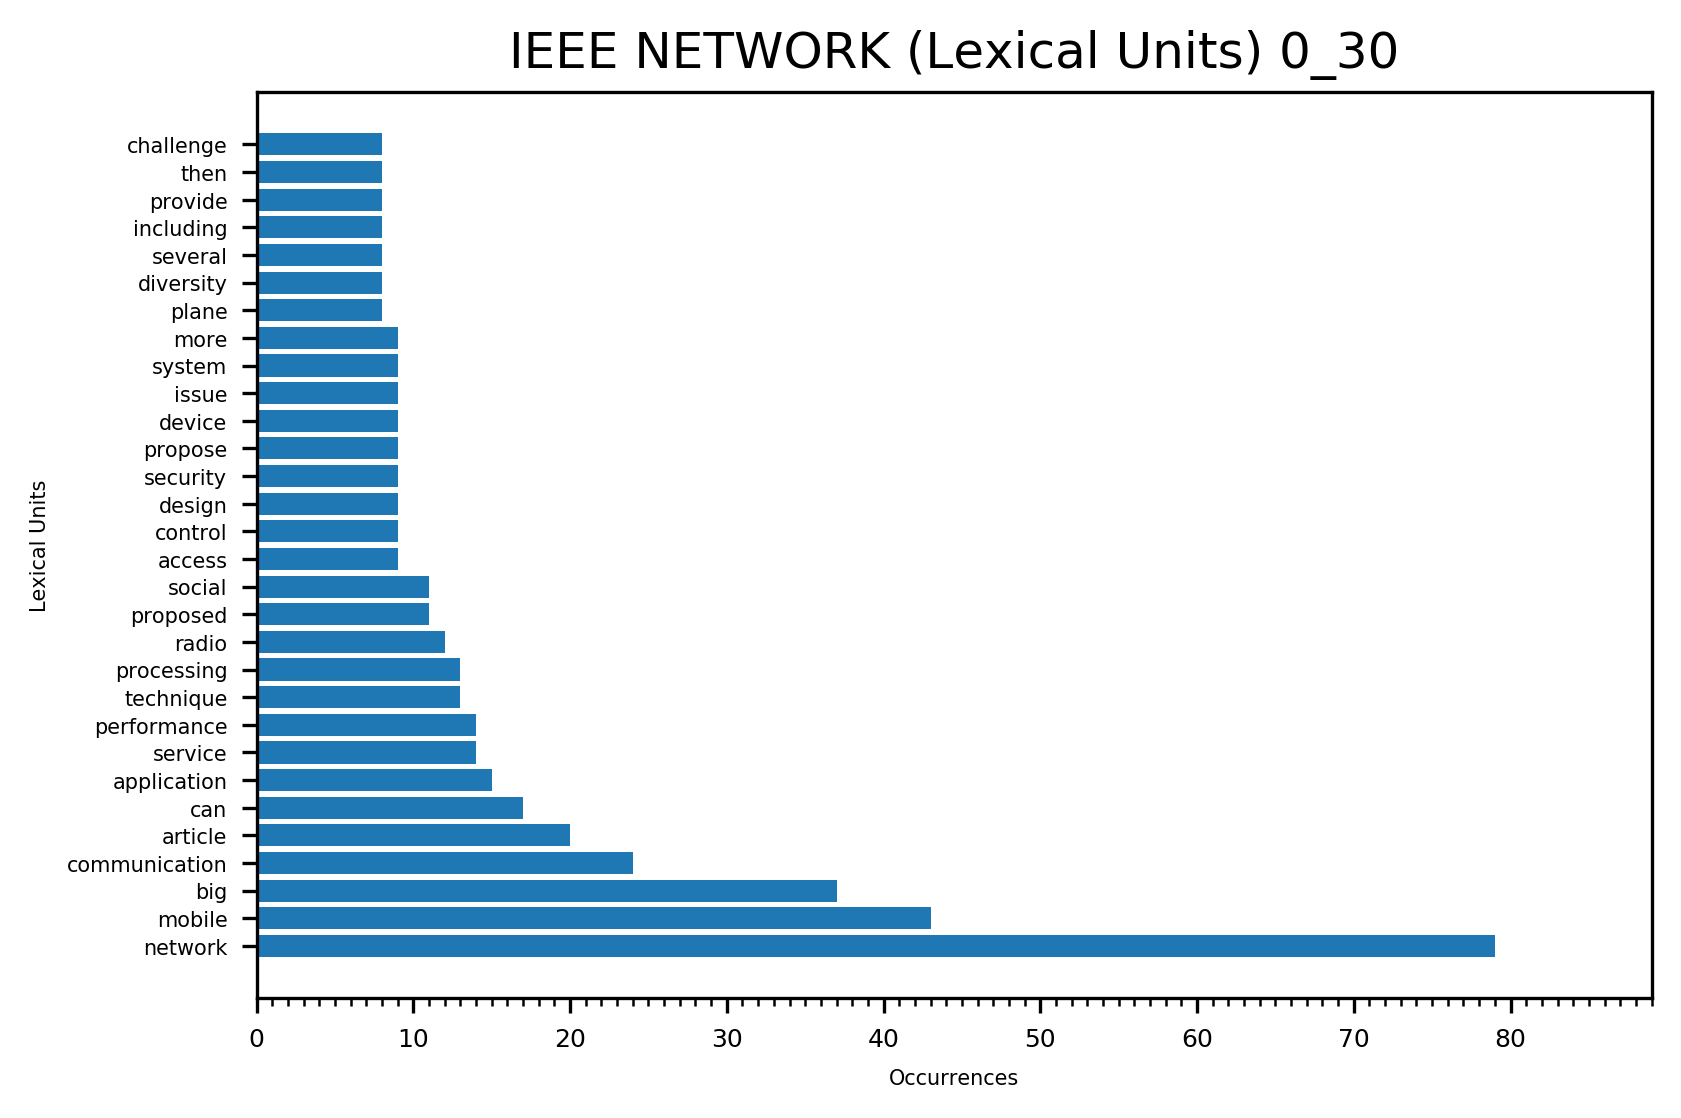 IEEE NETWORK (Lexical Units) 0_30
challenge
then
provide
including
several
diversity
plane
more
system
issue
device
propose
security
design
control
access
social
proposed
radio
processing
technique
performance
service
application
can
article
communication
big
mobile
network
Lexical Units
0 10 20 30 40 50 60 70 80
Occurrences